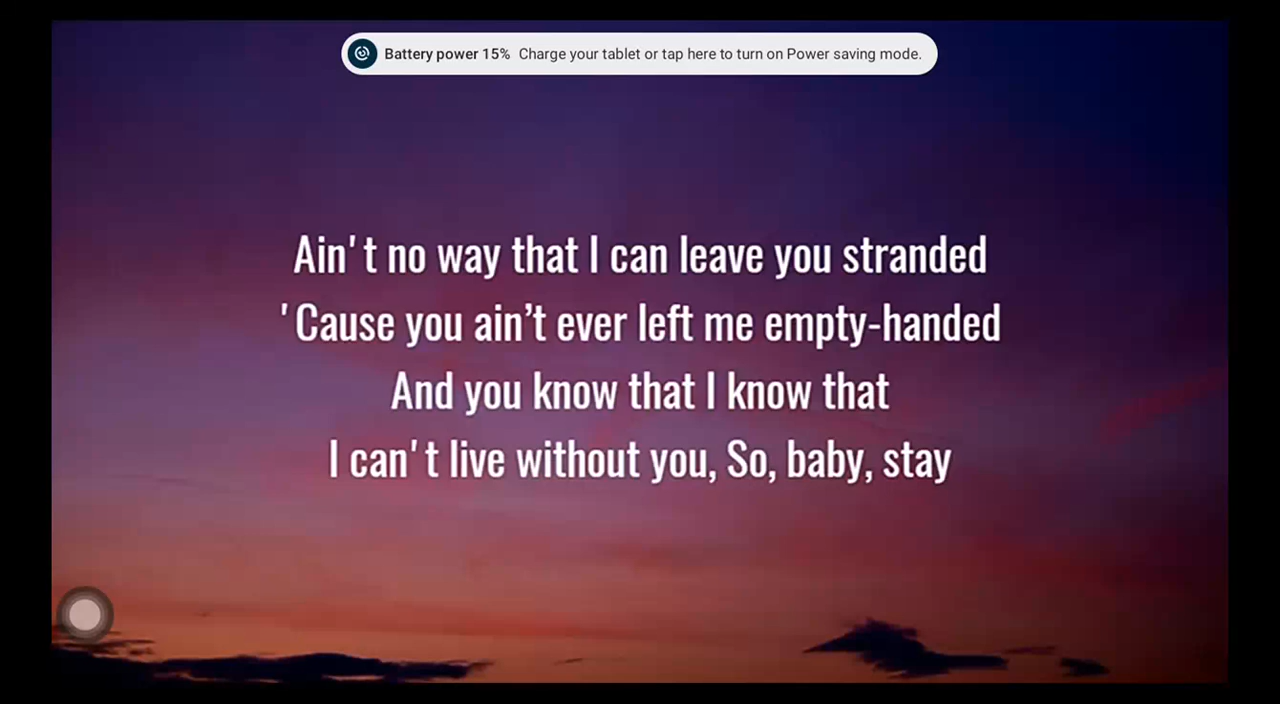 Battery power 15% Charge your tablet or tap here to turn on Power saving mode.
Ain't no way that I can leave you stranded
'Cause you ain’t ever left me empty-handed
And you know that I know that
I can't live without you, So, baby, stay